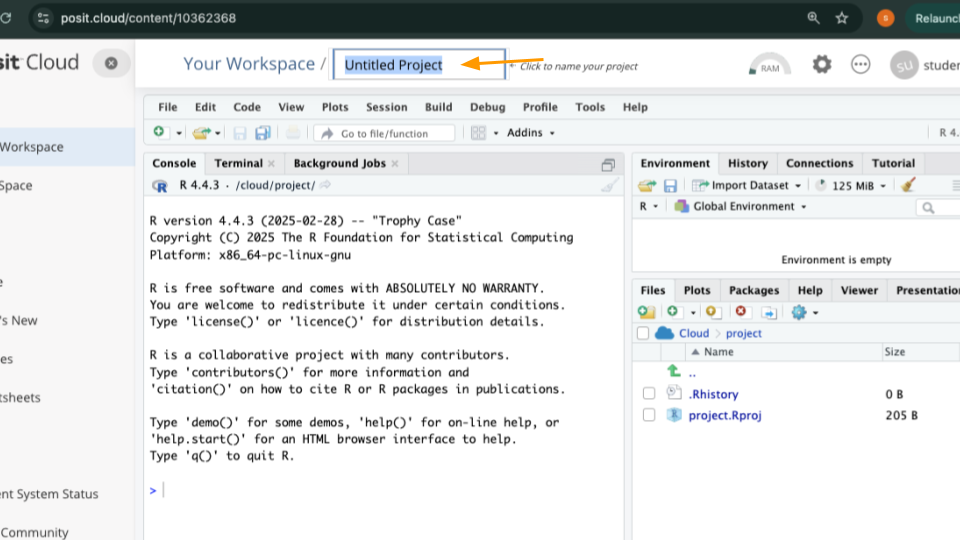 posit.cloud/content/10362368
S
Relaunch
sit Cloud
Your Workspace / Untitled Project
Click to name your project
RAM
SU
studen
Workspace
Space
e
's New
es
tsheets
nt System Status
Community
File Edit Code View Plots Session Build Debug Profile Tools Help
Go to file/function
Addins
R 4.
Console Terminal Background Jobs
R 4.4.3 · /cloud/project/
R version 4.4.3 (2025-02-28) -- "Trophy Case"
Copyright (C) 2025 The R Foundation for Statistical Computing
Platform: x86_64-pc-linux-gnu
R is free software and comes with ABSOLUTELY NO WARRANTY.
You are welcome to redistribute it under certain conditions.
Type 'license()' or 'licence()' for distribution details.
R is a collaborative project with many contributors.
Type 'contributors()' for more information and
'citation()' on how to cite R or R packages in publications.
Type 'demo()' for some demos, 'help()' for on-line help, or
'help.start()' for an HTML browser interface to help.
Type 'q()' to quit R.
>
Environment History Connections Tutorial
Import Dataset 125 MiB
R Global Environment
Environment is empty
Files Plots Packages Help Viewer Presentatio
Cloud > project
Name Size
..
.Rhistory 0 B
project.Rproj 205 B